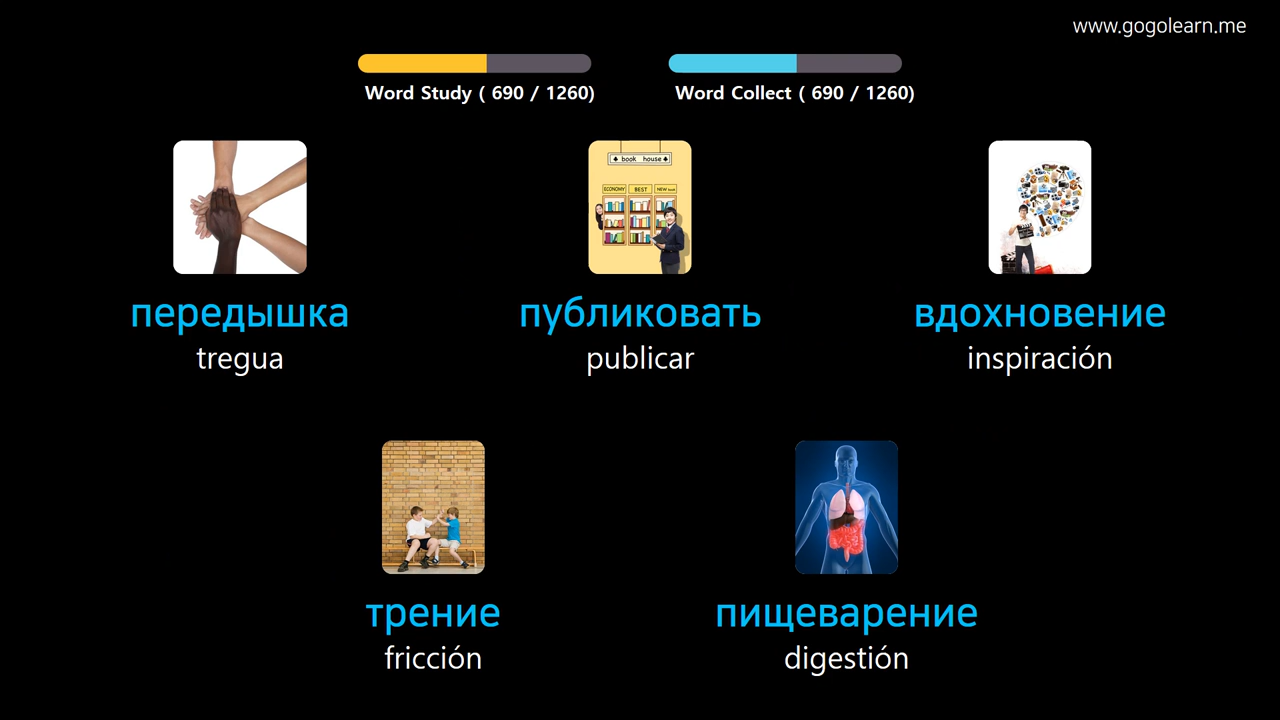 www.gogolearn.me
Word Study ( 690 / 1260)
Word Collect ( 690 / 1260)
♣ book house ♣
ECONOMY
BEST
NEW book
передышка
tregua
публиковать
publicar
вдохновение
inspiración
трение
fricción
пищеварение
digestión